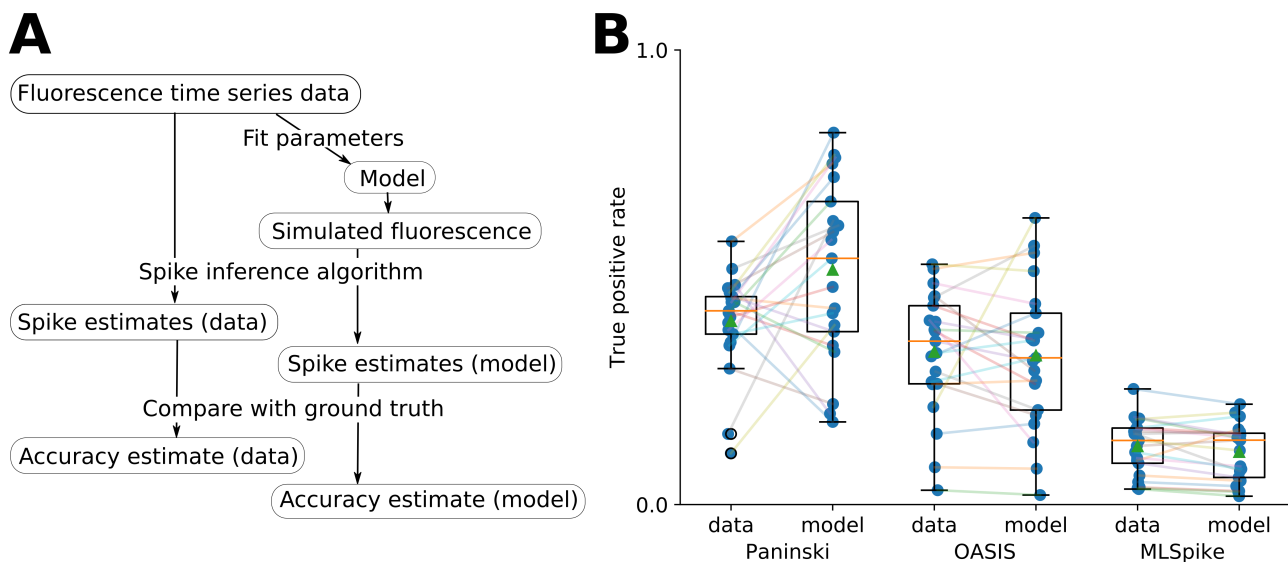 A
Fluorescence time series data
Fit parameters
Model
Simulated fluorescence
Spike inference algorithm
Spike estimates (data)
Spike estimates (model)
Compare with ground truth
Accuracy estimate (data)
Accuracy estimate (model)
B
1.0
True positive rate
0.0
data model data model data model
Paninski OASIS MLSpike